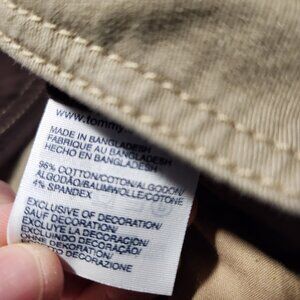 www.tommy
MADE IN BANGLADESH
FABRIQUE AU BANGLADESH
HECHO EN BANGLADESH
96% COTTON/COTON/ALGODON/
ALGODÃO/BAUMWOLLE/COTONE
4% SPANDEX
EXCLUSIVE OF DECORATION/
SAUF DECORATION/
EXCLUYE LA DECORACION/
EXCLUINDO DECORAÇÃO/
DEKORATION/
DECORAZIONE